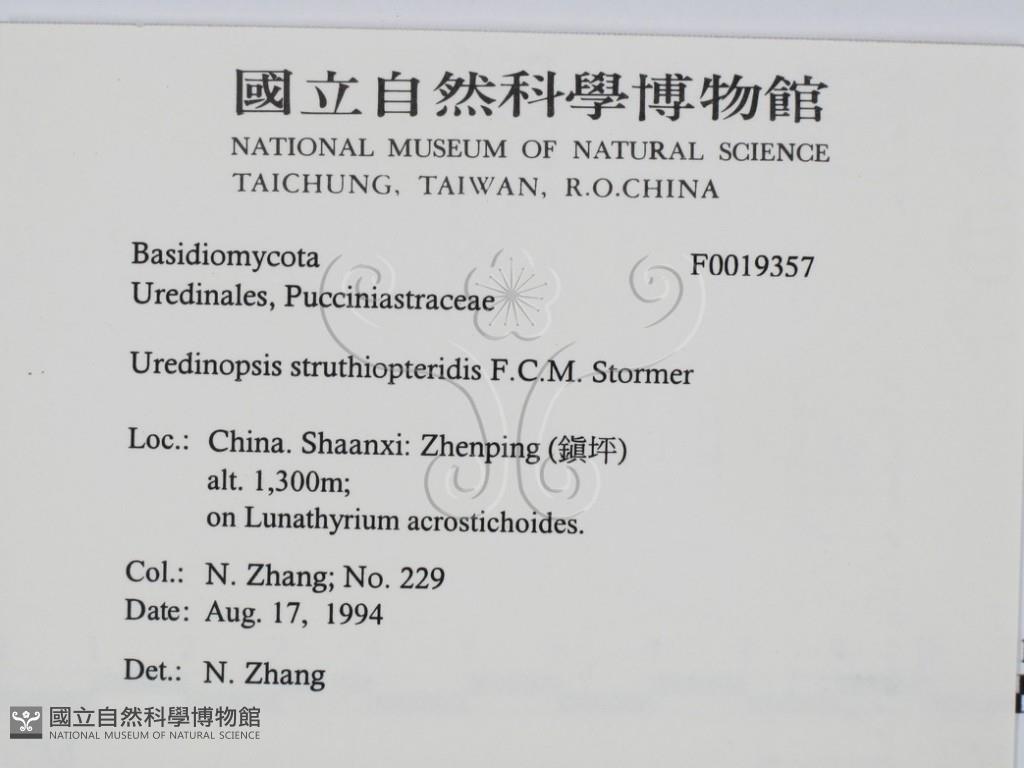 國立自然科學博物館
NATIONAL MUSEUM OF NATURAL SCIENCE
TAICHUNG, TAIWAN, R.O.CHINA
Basidiomycota F0019357
Uredinales, Pucciniastraceae
Uredinopsis struthiopteridis F.C.M. Stormer
Loc.: China. Shaanxi: Zhenping (鎮坪)
alt. 1,300m;
on Lunathyrium acrostichoides.
Col.: N. Zhang; No. 229
Date: Aug. 17, 1994
Det.: N. Zhang
國立自然科學博物館
NATIONAL MUSEUM OF NATURAL SCIENCE